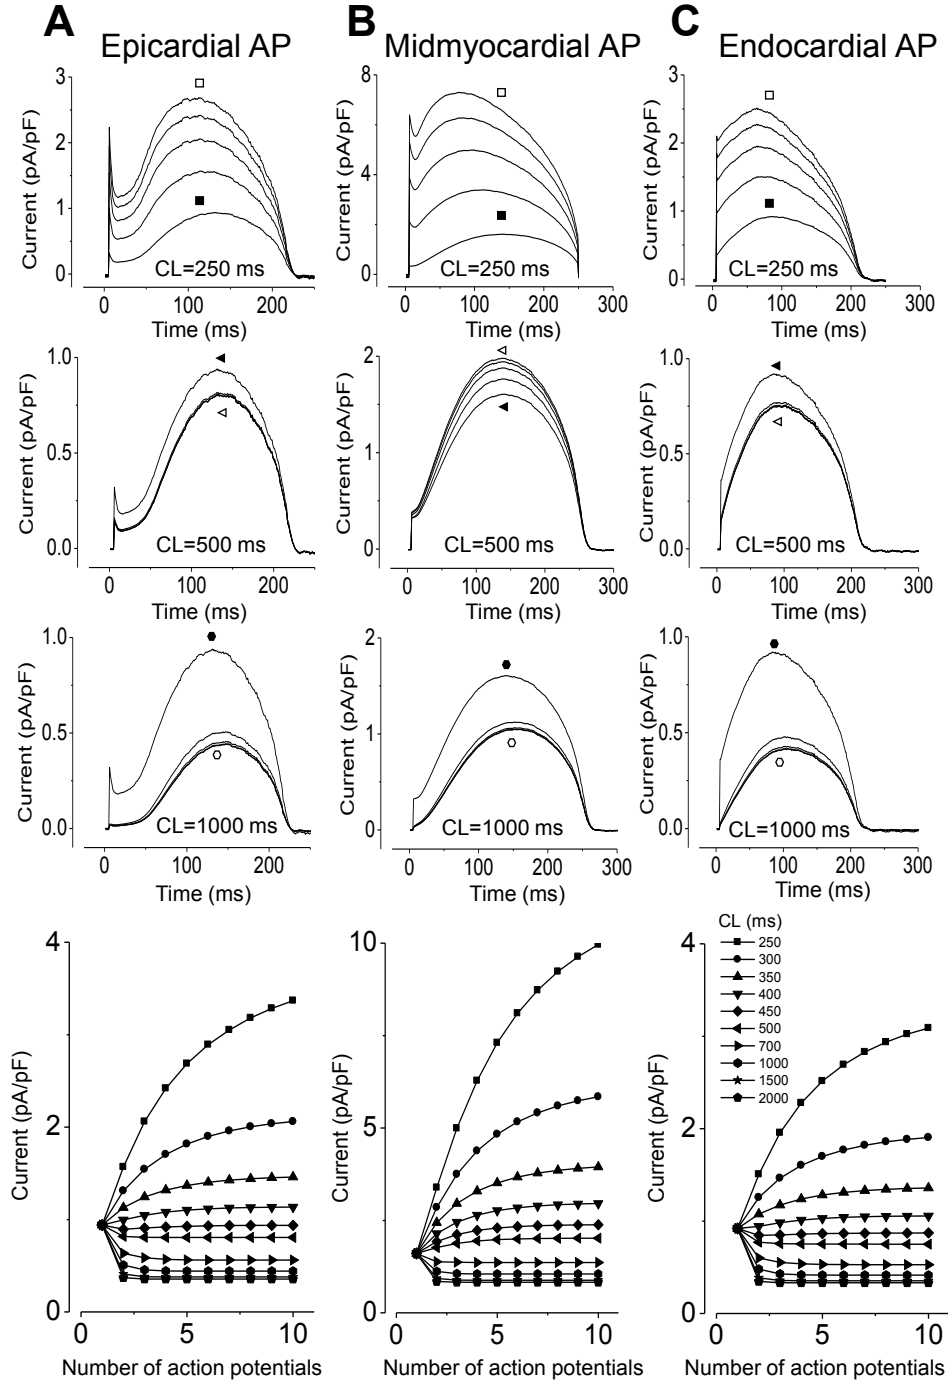 A B C
Epicardial AP Midmyocardial AP Endocardial AP
3 2 1 0
Current (pA/pF)
CL=250 ms
0 100 200
Time (ms)
8 4 0
Current (pA/pF)
CL=250 ms
0 100 200 300
Time (ms)
3 2 1 0
Current (pA/pF)
CL=250 ms
0 100 200 300
Time (ms)
1.0 0.5 0.0
Current (pA/pF)
CL=500 ms
0 100 200
Time (ms)
2 1 0
Current (pA/pF)
CL=500 ms
0 100 200 300
Time (ms)
1.0 0.5 0.0
Current (pA/pF)
CL=500 ms
0 100 200 300
Time (ms)
1.0 0.5 0.0
Current (pA/pF)
CL=1000 ms
0 100 200
Time (ms)
2 1 0
Current (pA/pF)
CL=1000 ms
0 100 200 300
Time (ms)
1.0 0.5 0.0
Current (pA/pF)
CL=1000 ms
0 100 200 300
Time (ms)
4 2 0
Current (pA/pF)
0 5 10
Number of action potentials
10 5 0
Current (pA/pF)
0 5 10
Number of action potentials
4 2 0
Current (pA/pF)
CL (ms)
250
300
350
400
450
500
700
1000
1500
2000
0 5 10
Number of action potentials